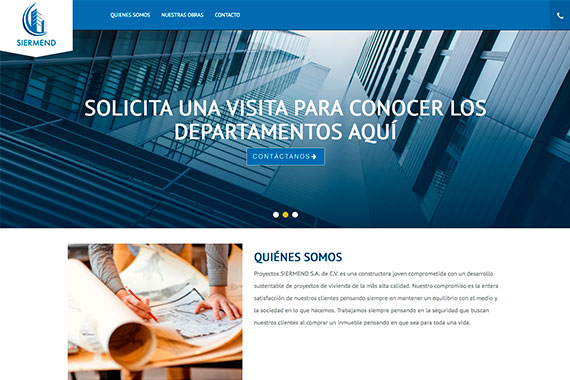 SIERMEND
QUIENES SOMOS
NUESTRAS OBRAS
CONTACTO
SOLICITA UNA VISITA PARA CONOCER LOS
DEPARTAMENTOS AQUÍ
CONTÁCTANOS
QUIÉNES SOMOS
Proyectos SIERMEND S.A. de C.V. es una constructora joven comprometida con un desarrollo
sustentable de proyectos de vivienda de la más alta calidad. Nuestro compromiso es la entera
satisfacción de nuestros clientes pensando siempre en mantener un equilibrio con el medio y
la sociedad en lo que hacemos. Trabajamos siempre pensando en la seguridad que buscan
nuestros clientes al comprar un inmueble pensando en que sea para toda una vida.